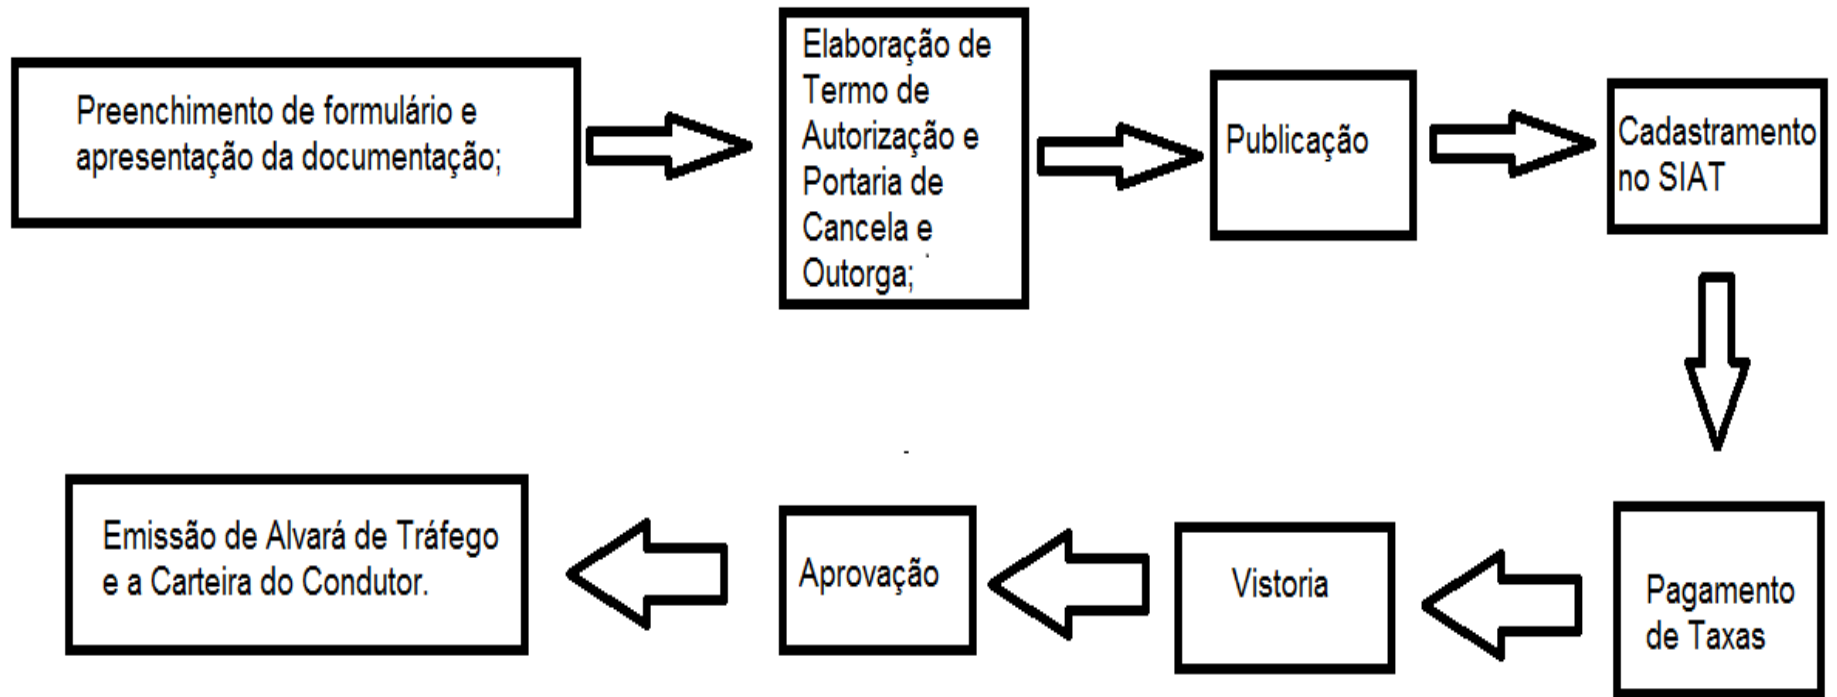 Preenchimento de formulário e
apresentação da documentação;
Elaboração de
Termo de
Autorização e
Portaria de
Cancela e
Outorga;
Publicação
Cadastramento
no SIAT
Pagamento
de Taxas
Vistoria
Aprovação
Emissão de Alvará de Tráfego
e a Carteira do Condutor.